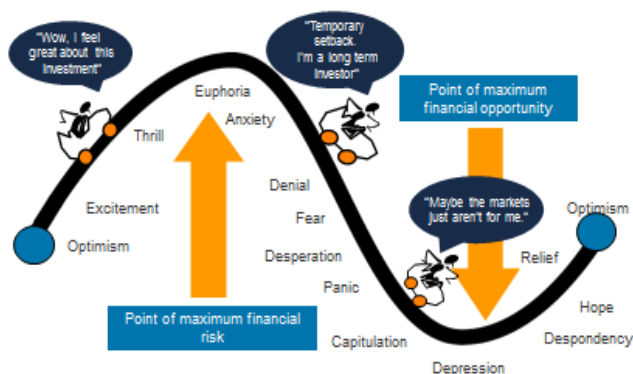 "Wow, I feel
great about this
Investment"
"Temporary
setback.
I'm a long term
Investor"
Point of maximum
financial opportunity
Euphoria
Thrill
Anxiety
Denial
Excitement
Fear
"Maybe the markets
just aren't for me."
Optimism
Optimism
Desperation
Relief
Panic
Hope
Point of maximum financial
risk
Capitulation
Despondency
Depression